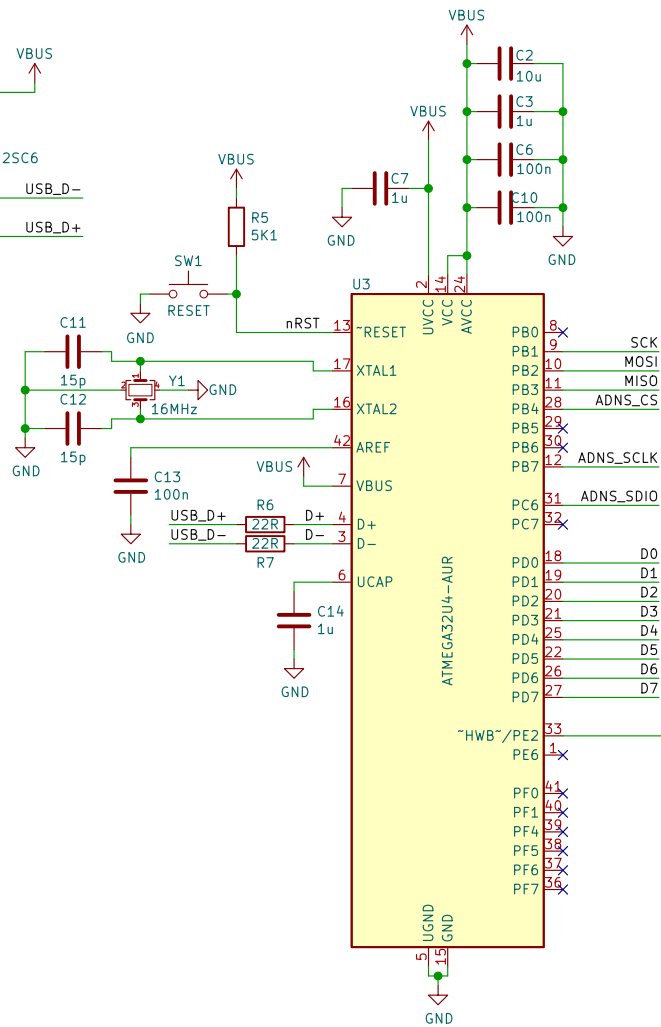 VBUS
VBUS
C2
10u
C3
1u
VBUS
2SC6
VBUS
C6
100n
C7
1u
USB_D-
C10
100n
R5
5K1
USB_D+
GND
GND
SW1
RESET
GND
U3
2
14
24
UVCC
VCC
AVCC
nRST
13
~RESET
PB0
8
C11
15p
PB1
9
SCK
17
XTAL1
PB2
10
MOSI
1
2
3
4
Y1
16MHz
GND
PB3
11
MISO
C12
15p
16
XTAL2
PB4
28
ADNS_CS
PB5
29
GND
42
AREF
PB6
30
VBUS
PB7
12
ADNS_SCLK
C13
100n
7
VBUS
PC6
31
ADNS_SDIO
R6
USB_D+
22R
D+
4
D+
PC7
32
USB_D-
22R
D-
3
D-
R7
GND
PD0
18
D0
6
UCAP
PD1
19
D1
PD2
20
D2
C14
1u
PD3
21
D3
PD4
25
D4
PD5
22
D5
PD6
26
D6
GND
PD7
27
D7
ATMEGA32U4-AUR
~HWB~/PE2
33
PE6
1
PF0
41
PF1
40
PF4
39
PF5
38
PF6
37
PF7
36
UGND
GND
5
15
GND